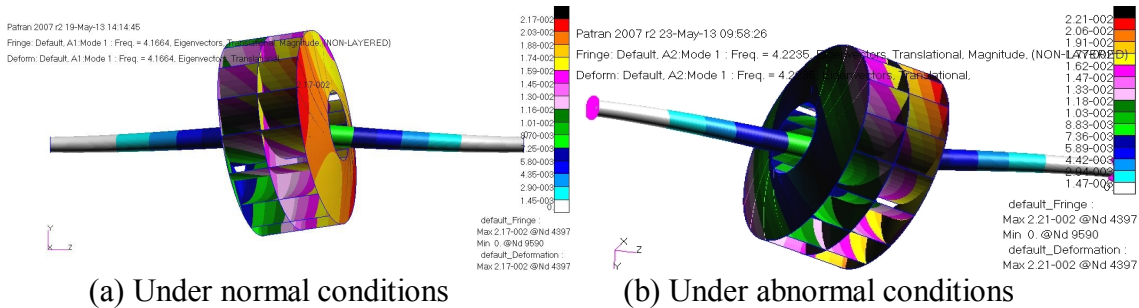 Patran 2007 r2 19-May-13 14:14:45
Fringe: Default, A1:Mode 1 : Freq. = 4.1664, Eigenvectors, Translational, Magnitude, (NON-LAYERED)
Deform: Default, A1:Mode 1 : Freq. = 4.1664, Eigenvectors, Translational,
2.17-002
2.17-002
2.03-002
1.88-002
1.74-002
1.59-002
1.45-002
1.30-002
1.16-002
1.01-002
8.70-003
7.25-003
5.80-003
4.35-003
2.90-003
1.45-003
0
default_Fringe :
Max 2.17-002 @Nd 4397
Min 0. @Nd 9590
default_Deformation :
Max 2.17-002 @Nd 4397
Y
Z
(a) Under normal conditions
Patran 2007 r2 23-May-13 09:58:26
Fringe: Default, A2:Mode 1 : Freq. = 4.2235, Eigenvectors, Translational, Magnitude, (NON-LAYERED)
Deform: Default, A2:Mode 1 : Freq. = 4.2235, Eigenvectors, Translational,
2.21-002
2.06-002
1.91-002
1.77-002
1.62-002
1.47-002
1.33-002
1.18-002
1.03-002
8.83-003
7.36-003
5.89-003
4.42-003
2.94-003
1.47-003
0
default_Fringe :
Max 2.21-002 @Nd 4397
Min 0. @Nd 9590
default_Deformation :
Max 2.21-002 @Nd 4397
X
Z
Y
(b) Under abnormal conditions